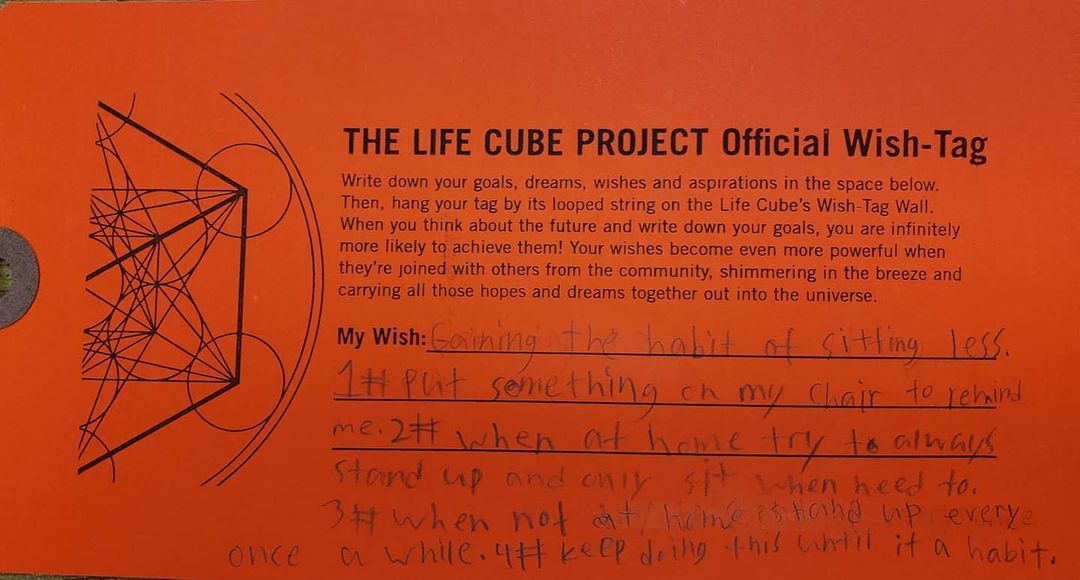 THE LIFE CUBE PROJECT Official Wish-Tag
Write down your goals, dreams, wishes and aspirations in the space below.
Then, hang your tag by its looped string on the Life Cube's Wish-Tag Wall.
When you think about the future and write down your goals, you are infinitely
more likely to achieve them! Your wishes become even more powerful when
they're joined with others from the community, shimmering in the breeze and
carrying all those hopes and dreams together out into the universe.
My Wish: Gaining the habit of sitting less.
1# put something on my chair to remind
me. 2# when at home try to always
stand up and only sit when need to.
3# when not at home stand up every
once a while. 4# keep doing this until it a habit.